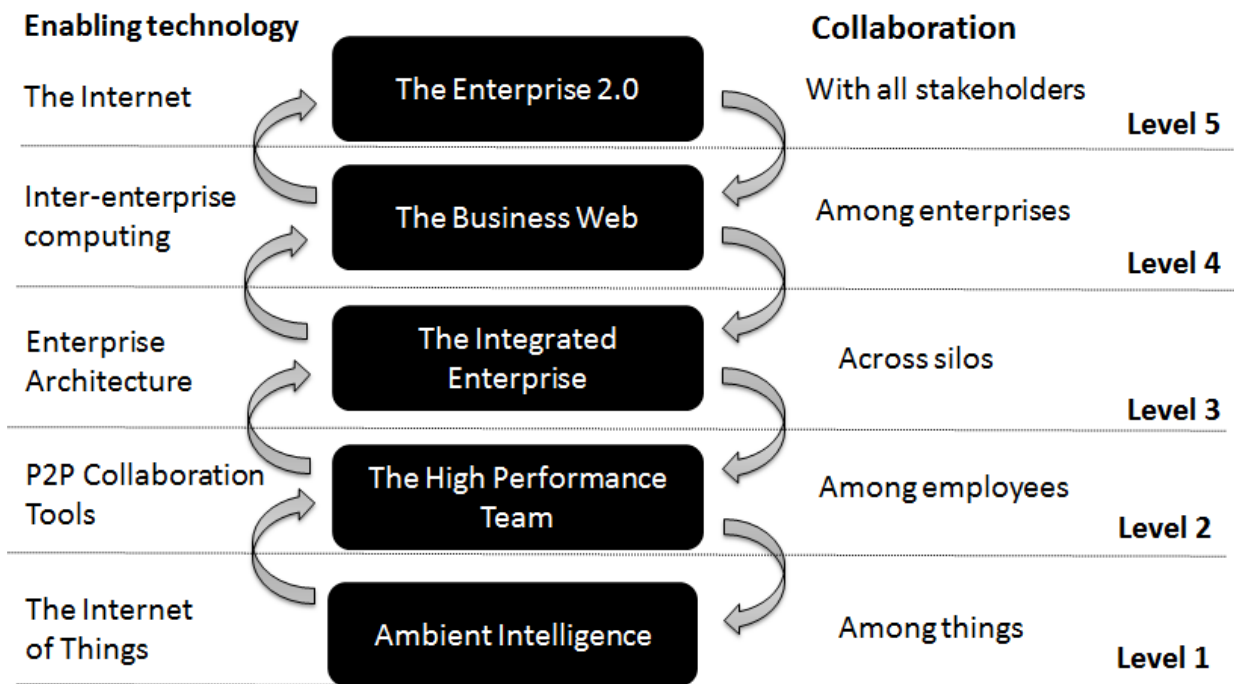 Enabling technology
Collaboration
The Internet
The Enterprise 2.0
With all stakeholders
Level 5
Inter-enterprise
computing
The Business Web
Among enterprises
Level 4
Enterprise
Architecture
The Integrated
Enterprise
Across silos
Level 3
P2P Collaboration
Tools
The High Performance
Team
Among employees
Level 2
The Internet
of Things
Ambient Intelligence
Among things
Level 1